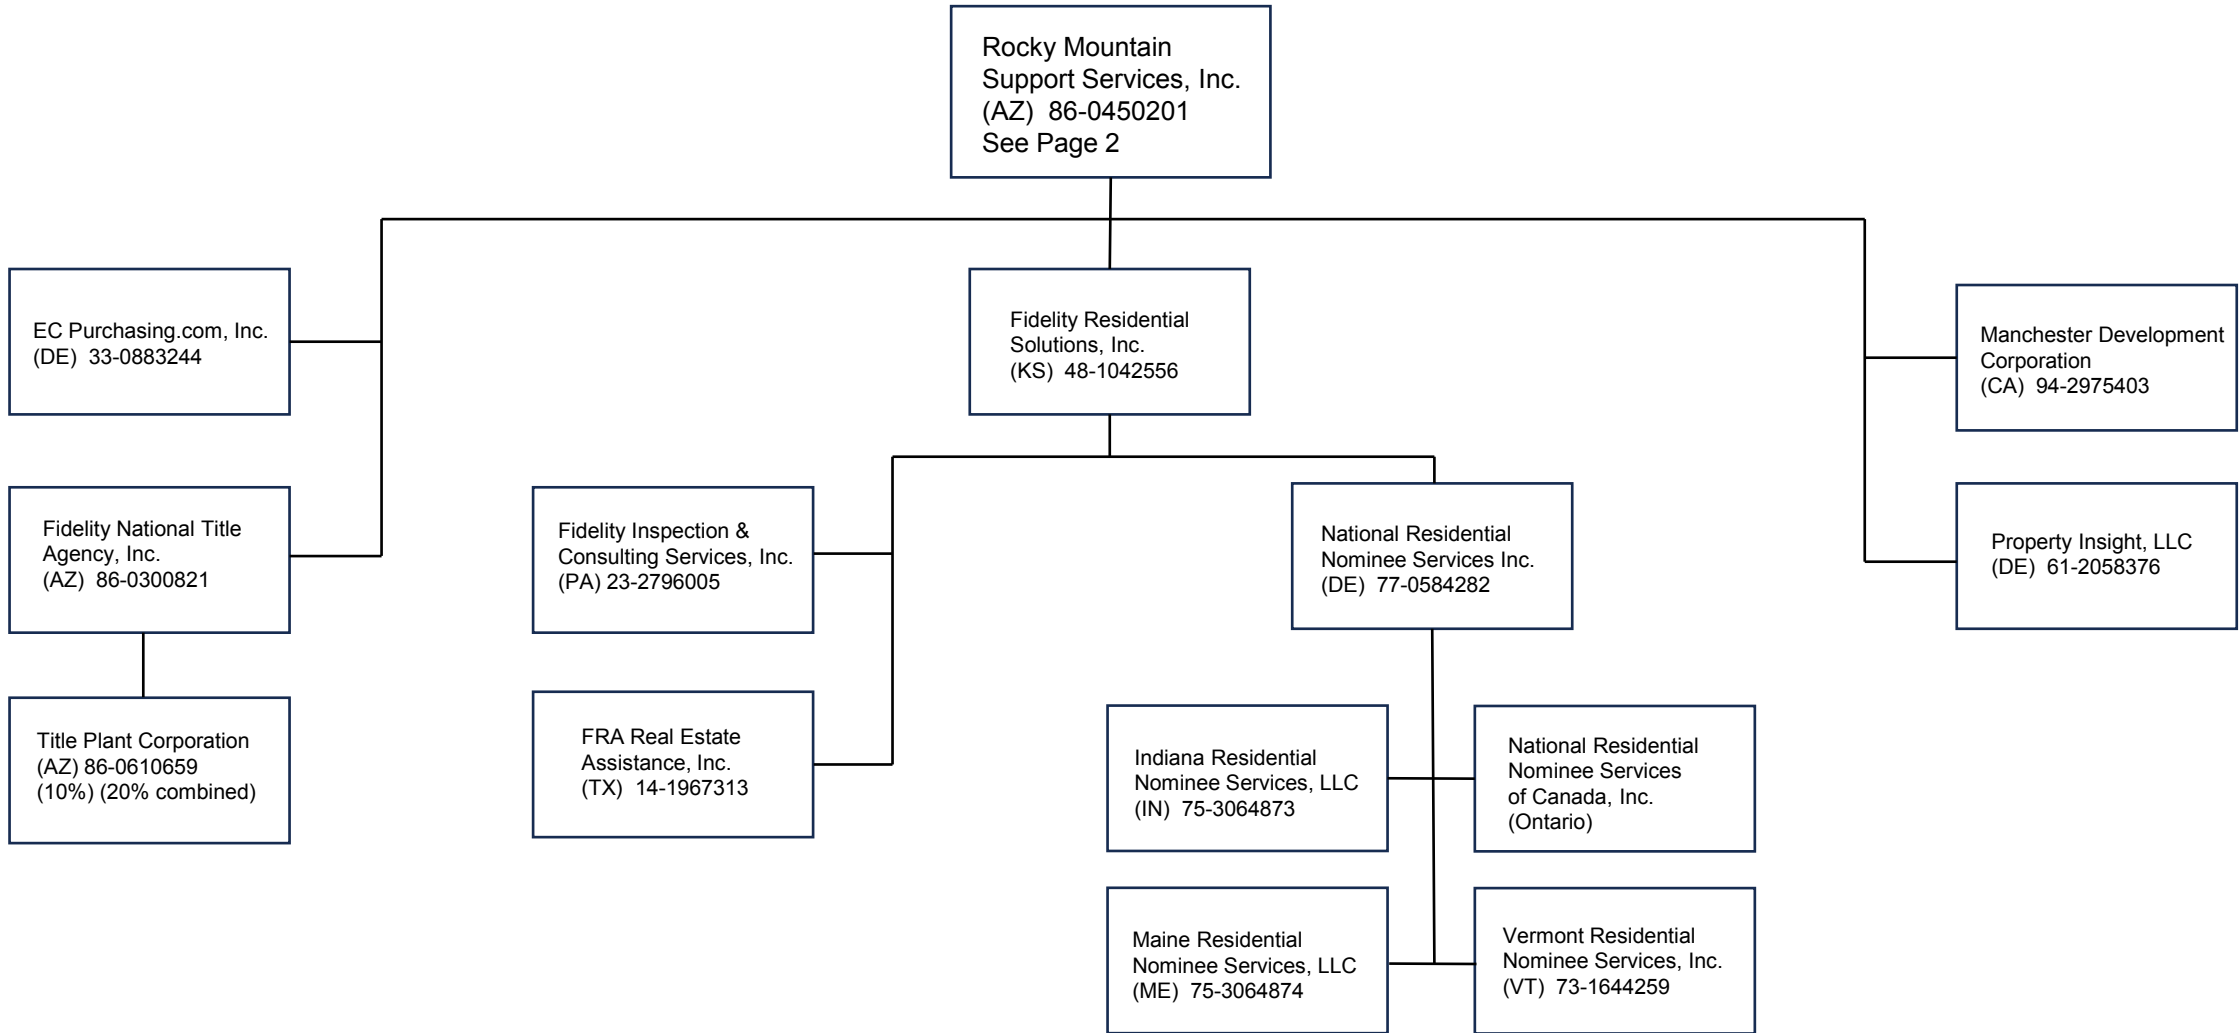 Rocky Mountain
Support Services, Inc.
(AZ)  86-0450201
See Page 2
EC Purchasing.com, Inc.
(DE)  33-0883244
Fidelity Residential
Solutions, Inc.
(KS)  48-1042556
Manchester Development
Corporation
(CA)  94-2975403
Fidelity National Title
Agency, Inc.
(AZ)  86-0300821
Fidelity Inspection &
Consulting Services, Inc.
(PA) 23-2796005
National Residential
Nominee Services Inc.
(DE)  77-0584282
Property Insight, LLC
(DE)  61-2058376
Title Plant Corporation
(AZ) 86-0610659
(10%) (20% combined)
FRA Real Estate
Assistance, Inc.
(TX)  14-1967313
Indiana Residential
Nominee Services, LLC
(IN)  75-3064873
National Residential
Nominee Services
of Canada, Inc.
(Ontario)
Maine Residential
Nominee Services, LLC
(ME)  75-3064874
Vermont Residential
Nominee Services, Inc.
(VT)  73-1644259